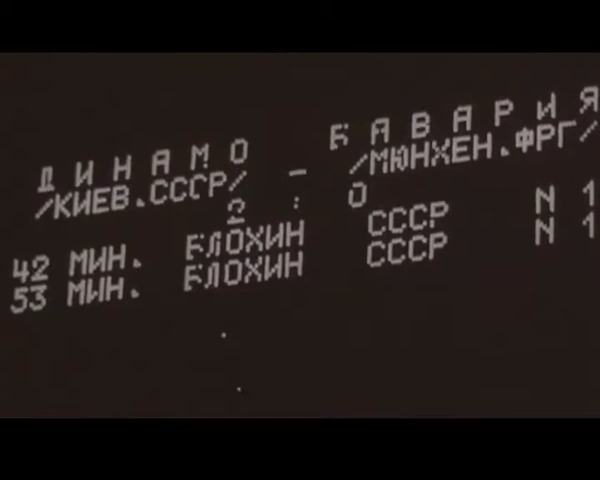 ДИНАМО – БАВАРИЯ
/КИЕВ.СССР/ /МЮНХЕН.ФРГ/
2 : 0
42 МИН. БЛОХИН СССР N 1
53 МИН. БЛОХИН СССР N 1